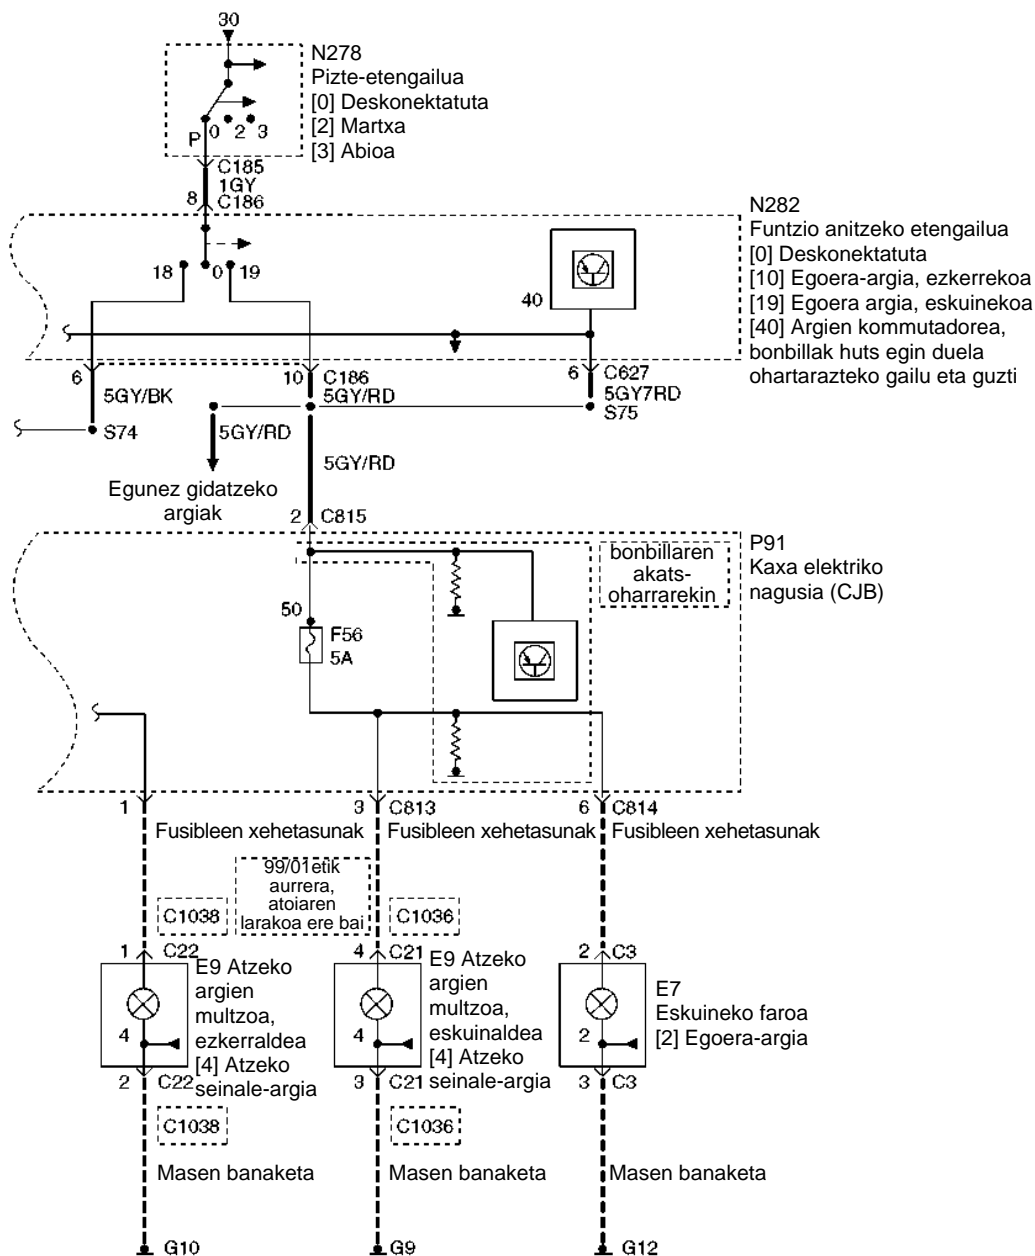 30
N278
Pizte-etengailua
[0] Deskonektatuta
[2] Martxa
[3] Abioa
P 0 2 3
C185
1GY
8 C186
N282
Funtzio anitzeko etengailua
[0] Deskonektatuta
[10] Egoera-argia, ezkerrekoa
[19] Egoera argia, eskuinekoa
[40] Argien kommutadorea,
bonbillak huts egin duela
ohartarazteko gailu eta guzti
18 0 19
40
6
10 C186
6 C627
5GY/BK
5GY/RD
5GY7RD
S74
5GY/RD
S75
5GY/RD
Egunez gidatzeko
argiak
2 C815
P91
Kaxa elektriko
nagusia (CJB)
bonbillaren
akats-
oharrarekin
50
F56
5A
1
3 C813
6 C814
Fusibleen xehetasunak
Fusibleen xehetasunak
Fusibleen xehetasunak
99/01etik
aurrera,
atoiaren
larakoa ere bai
C1038
C1036
1 C22
4 C21
2 C3
E9 Atzeko
argien
multzoa,
ezkerraldea
[4] Atzeko
seinale-argia
4
E9 Atzeko
argien
multzoa,
eskuinaldea
[4] Atzeko
seinale-argia
4
E7
Eskuineko faroa
[2] Egoera-argia
2
2 C22
3 C21
3 C3
C1038
C1036
Masen banaketa
Masen banaketa
Masen banaketa
G10
G9
G12